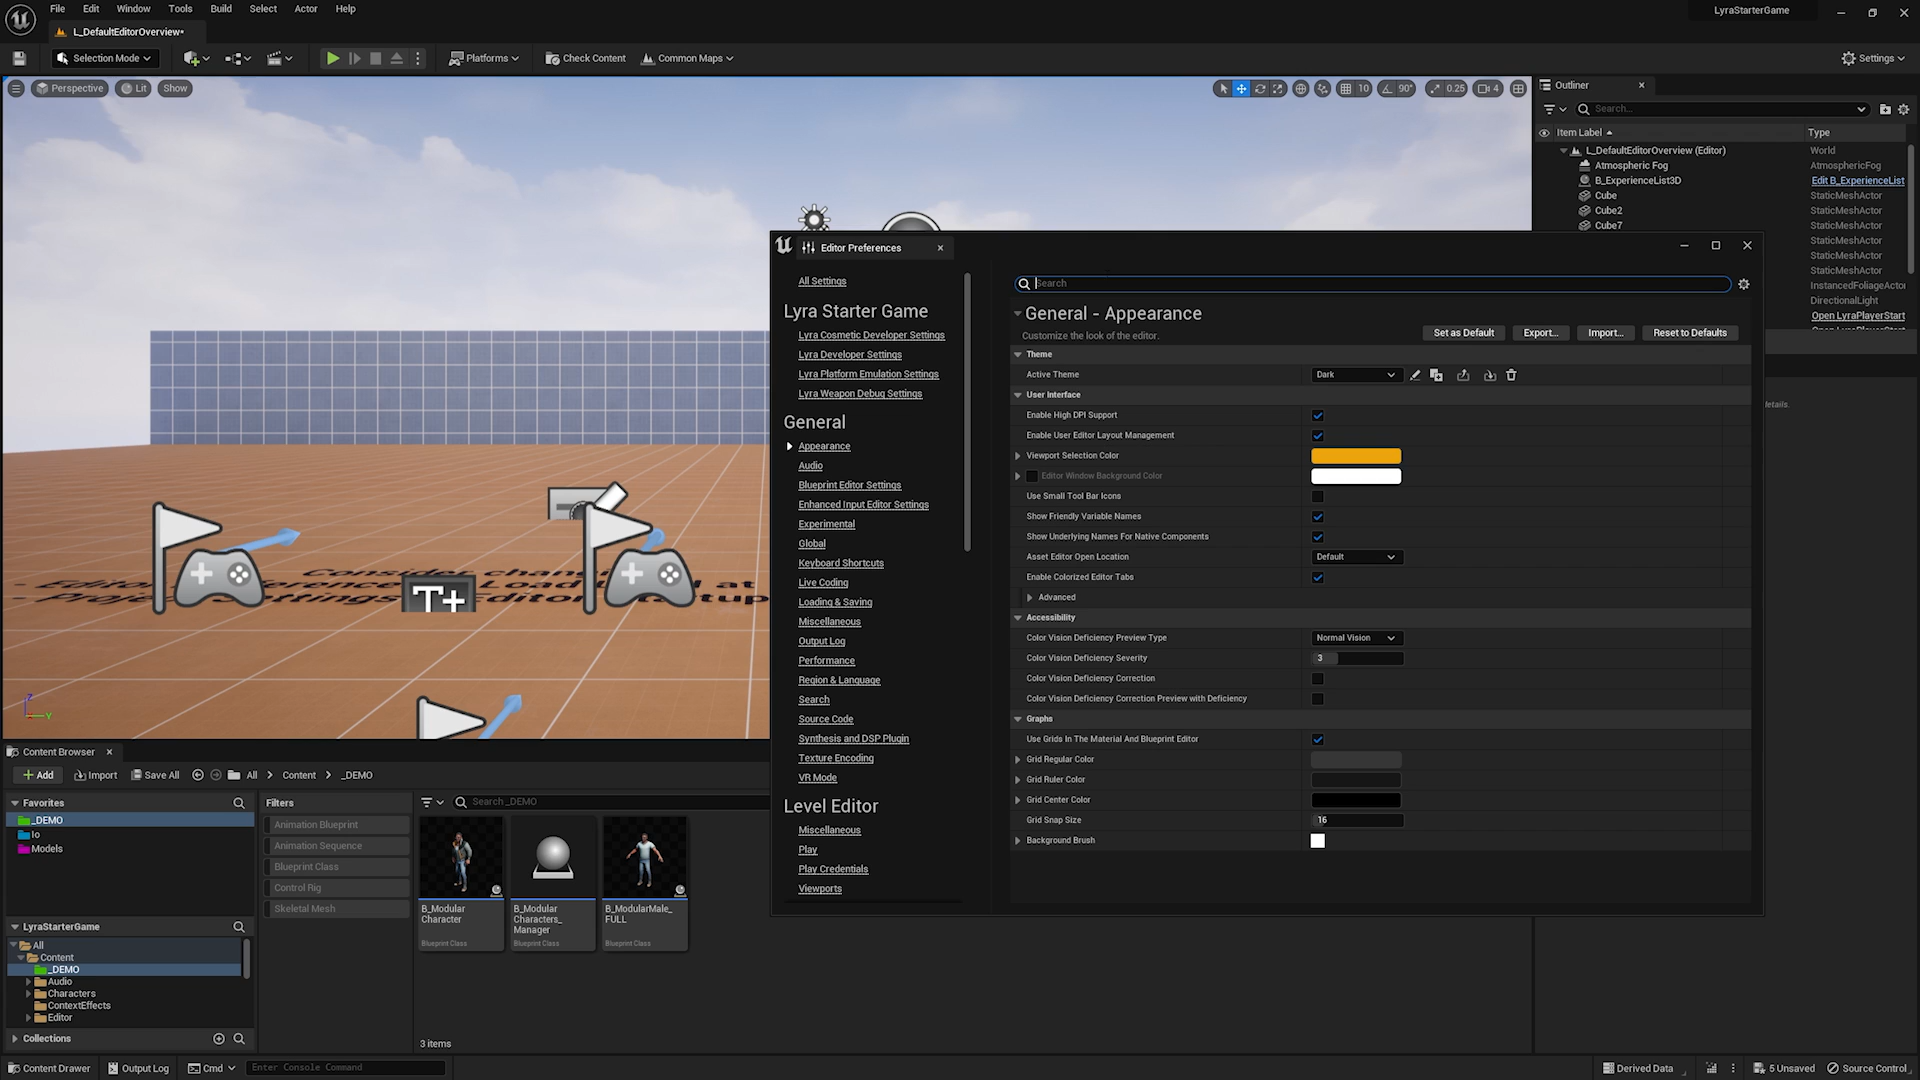 File Edit Window Tools Build Select Actor Help
LyraStarterGame
L_DefaultEditorOverview•
Selection Mode
Platforms
Check Content
Common Maps
Settings
Perspective
Lit
Show
10
90°
0.25
4
Outliner
Search...
Item Label
Type
L_DefaultEditorOverview (Editor)
World
Atmospheric Fog
AtmosphericFog
B_ExperienceList3D
Edit B_ExperienceList
Cube
StaticMeshActor
Cube2
StaticMeshActor
Cube7
StaticMeshActor
StaticMeshActor
StaticMeshActor
StaticMeshActor
InstancedFoliageActor
DirectionalLight
Open LyraPlayerStart
Open LyraPlayerStart
T+
Editor Preferences
All Settings
Lyra Starter Game
Lyra Cosmetic Developer Settings
Lyra Developer Settings
Lyra Platform Emulation Settings
Lyra Weapon Debug Settings
General
Appearance
Audio
Blueprint Editor Settings
Enhanced Input Editor Settings
Experimental
Global
Keyboard Shortcuts
Live Coding
Loading & Saving
Miscellaneous
Output Log
Performance
Region & Language
Search
Source Code
Synthesis and DSP Plugin
Texture Encoding
VR Mode
Level Editor
Miscellaneous
Play
Play Credentials
Viewports
Search
General - Appearance
Customize the look of the editor.
Set as Default
Export...
Import...
Reset to Defaults
Theme
Active Theme
Dark
User Interface
Enable High DPI Support
Enable User Editor Layout Management
Viewport Selection Color
Editor Window Background Color
Use Small Tool Bar Icons
Show Friendly Variable Names
Show Underlying Names For Native Components
Asset Editor Open Location
Default
Enable Colorized Editor Tabs
Advanced
Accessibility
Color Vision Deficiency Preview Type
Normal Vision
Color Vision Deficiency Severity
3
Color Vision Deficiency Correction
Color Vision Deficiency Correction Preview with Deficiency
Graphs
Use Grids In The Material And Blueprint Editor
Grid Regular Color
Grid Ruler Color
Grid Center Color
Grid Snap Size
16
Background Brush
Z
Y
Content Browser
Add
Import
Save All
All
Content
_DEMO
Favorites
_DEMO
Io
Models
LyraStarterGame
All
Content
_DEMO
Audio
Characters
ContextEffects
Editor
Collections
Filters
Animation Blueprint
Animation Sequence
Blueprint Class
Control Rig
Skeletal Mesh
Search _DEMO
B_Modular
Character
Blueprint Class
B_Modular
Characters_
Manager
Blueprint Class
B_ModularMale_
FULL
Blueprint Class
3 items
Content Drawer
Output Log
Cmd
Enter Console Command
Derived Data
5 Unsaved
Source Control